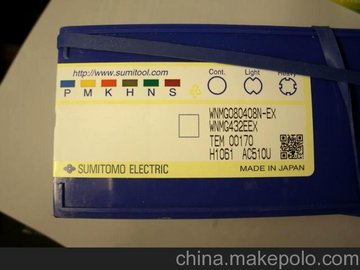 http://www.sumitool.com
Cont. Light Heavy
P M K H N S
WNMG080408N-EX
WNMG432EEX
TEM 00170
H1061 AC510U
SUMITOMO ELECTRIC
MADE IN JAPAN
china.makepolo.com